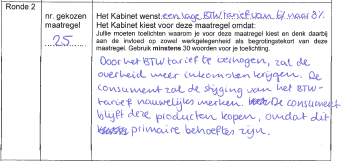 Ronde 2
nr. gekozen
maatregel
25
Het Kabinet wenst een lage BTW tarief van 6% naar 8%.
Het Kabinet kiest voor deze maatregel omdat:
Jullie moeten toelichten waarom je voor deze maatregel kiest en denk daarbij
aan de invloed op zowel werkgelegenheid als begrotingstekort van deze
maatregel. Gebruik minstens 30 woorden voor je toelichting.
Door het BTW tarief te verhogen, zal de
overheid meer inkomsten krijgen. De
consument zal de stijging van het BTW-
tarief nauwelijks merken. De consument
blijft deze producten kopen, omdat dit
primaire behoeftes zijn.